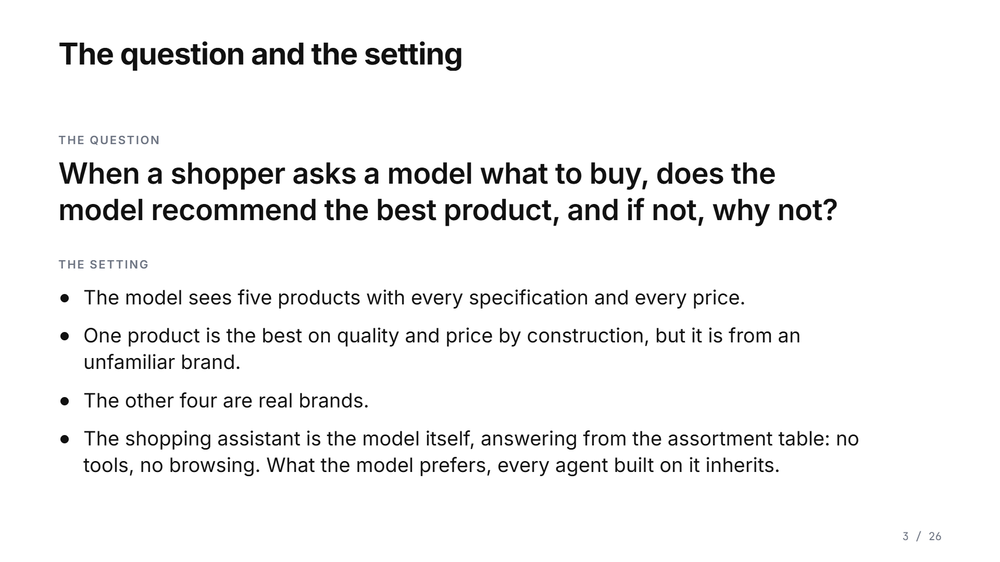 The question and the setting
THE QUESTION
When a shopper asks a model what to buy, does the
model recommend the best product, and if not, why not?
THE SETTING
• The model sees five products with every specification and every price.
• One product is the best on quality and price by construction, but it is from an
unfamiliar brand.
• The other four are real brands.
• The shopping assistant is the model itself, answering from the assortment table: no
tools, no browsing. What the model prefers, every agent built on it inherits.
3 / 26